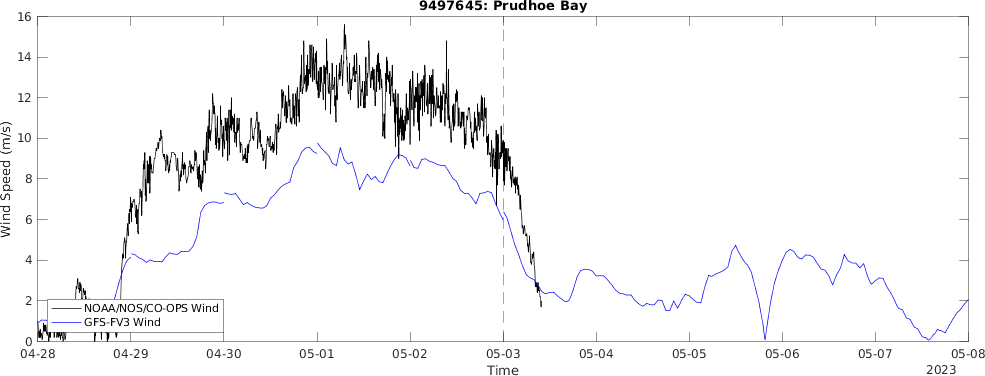 9497645: Prudhoe Bay
16
14
12
10
8
6
4
2
0
Wind Speed (m/s)
NOAA/NOS/CO-OPS Wind
GFS-FV3 Wind
04-28 04-29 04-30 05-01 05-02 05-03 05-04 05-05 05-06 05-07 05-08
Time
2023